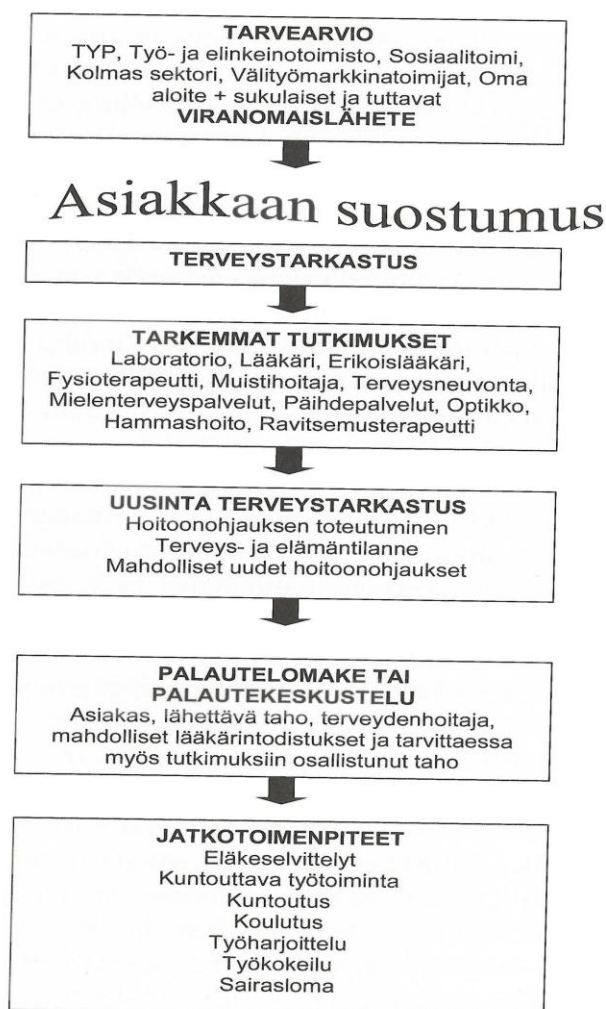 TARVEARVIO
TYP, Työ- ja elinkeinotoimisto, Sosiaalitoimi,
Kolmas sektori, Välityömarkkinatoimijat, Oma
aloite + sukulaiset ja tuttavat
VIRANOMAISLÄHETE
Asiakkaan suostumus
TERVEYSTARKASTUS
TARKEMMAT TUTKIMUKSET
Laboratorio, Lääkäri, Erikoislääkäri,
Fysioterapeutti, Muistihoitaja, Terveysneuvonta,
Mielenterveyspalvelut, Päihdepalvelut, Optikko,
Hammashoito, Ravitsemusterapeutti
UUSINTA TERVEYSTARKASTUS
Hoitoonohjauksen toteutuminen
Terveys- ja elämäntilanne
Mahdolliset uudet hoitoonohjaukset
PALAUTELOMAKE TAI
PALAUTEKESKUSTELU
Asiakas, lähettävä taho, terveydenhoitaja,
mahdolliset lääkärintodistukset ja tarvittaessa
myös tutkimuksiin osallistunut taho
JATKOTOIMENPITEET
Eläkeselvittelyt
Kuntouttava työtoiminta
Kuntoutus
Koulutus
Työharjoittelu
Työkokeilu
Sairasloma